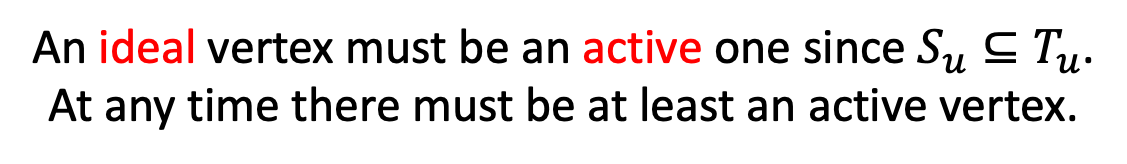 An ideal vertex must be an active one since 𝑆ᵤ ⊆ 𝑇ᵤ.
At any time there must be at least an active vertex.